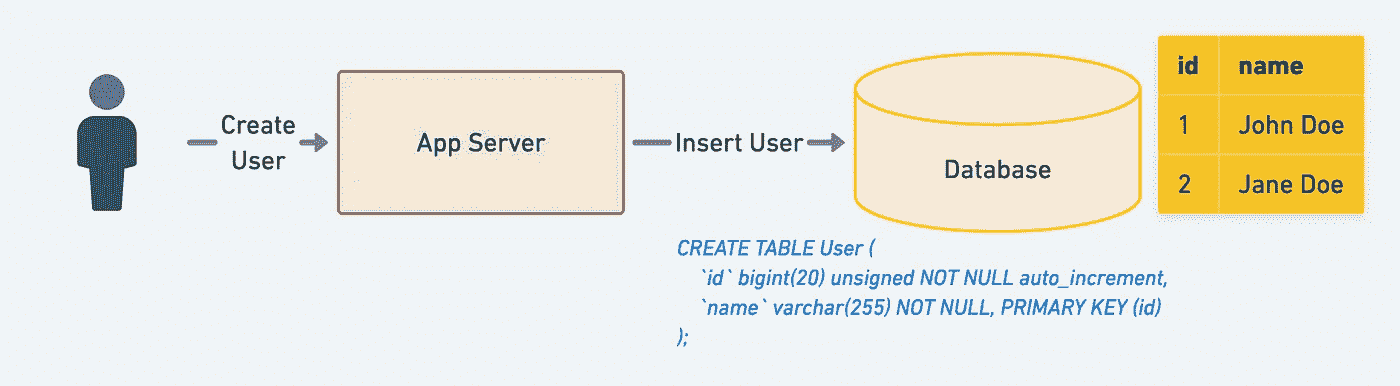 Create
User
App Server
Insert User
Database
id name
1 John Doe
2 Jane Doe
CREATE TABLE User (
`id` bigint(20) unsigned NOT NULL auto_increment,
`name` varchar(255) NOT NULL, PRIMARY KEY (id)
);